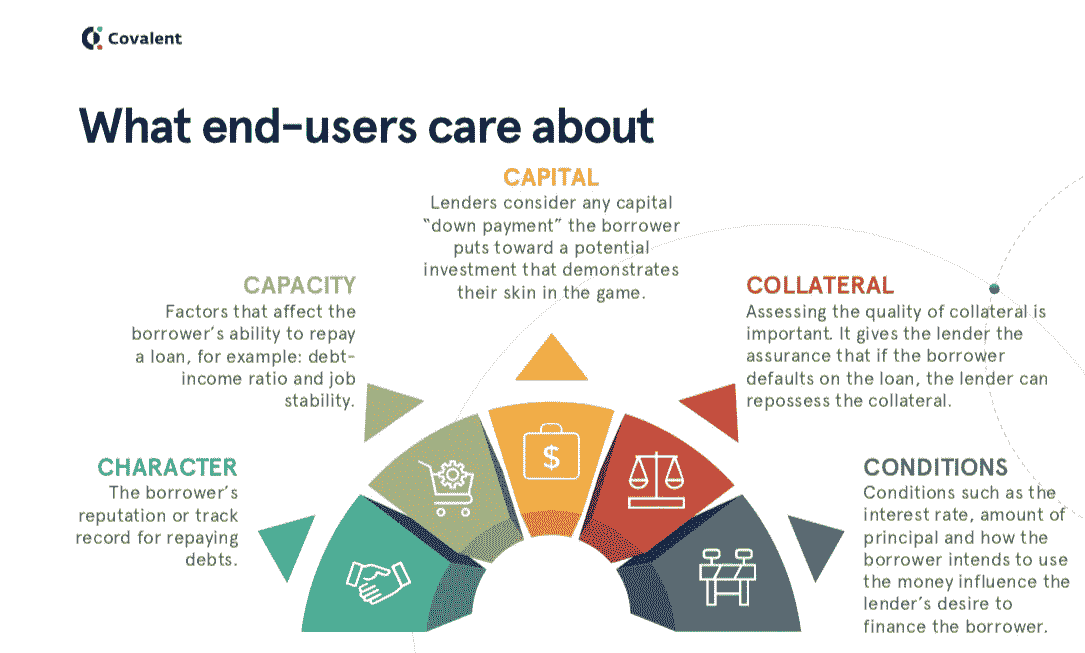 Covalent
What end-users care about
CAPITAL
Lenders consider any capital
“down payment” the borrower
puts toward a potential
investment that demonstrates
their skin in the game.
CAPACITY
Factors that affect the
borrower’s ability to repay
a loan, for example: debt-
income ratio and job
stability.
COLLATERAL
Assessing the quality of collateral is
important. It gives the lender the
assurance that if the borrower
defaults on the loan, the lender can
repossess the collateral.
CHARACTER
The borrower’s
reputation or track
record for repaying
debts.
CONDITIONS
Conditions such as the
interest rate, amount of
principal and how the
borrower intends to use
the money influence the
lender’s desire to
finance the borrower.
$